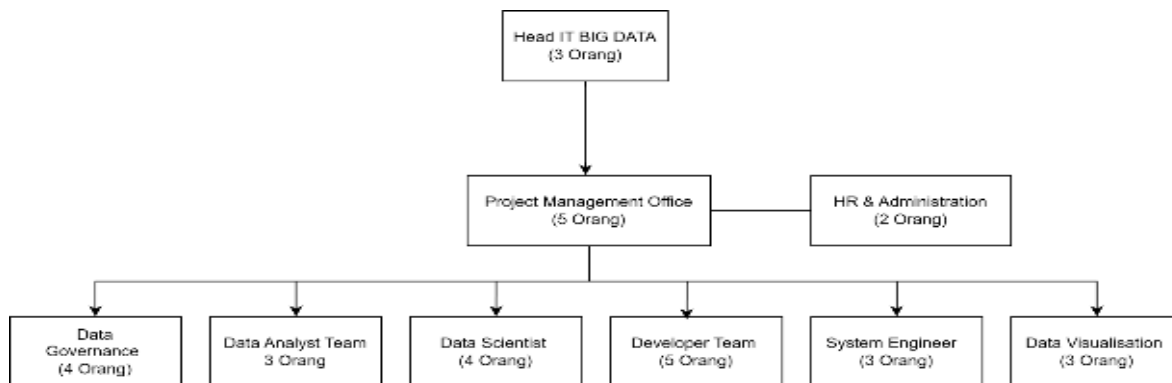 Head IT BIG DATA
(3 Orang)
Project Management Office
(5 Orang)
HR & Administration
(2 Orang)
Data
Governance
(4 Orang)
Data Analyst Team
3 Orang
Data Scientist
(4 Orang)
Developer Team
(5 Orang)
System Engineer
(3 Orang)
Data Visualisation
(3 Orang)